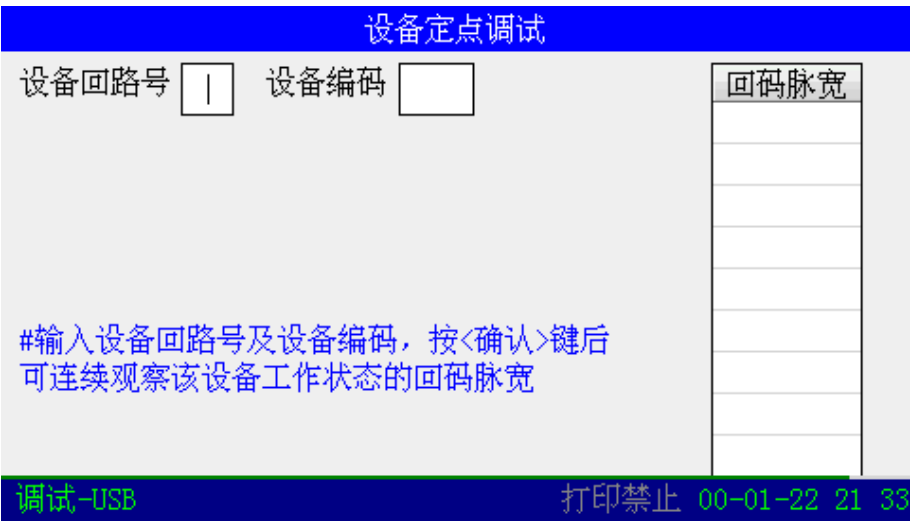 设备定点调试
设备回路号 设备编码 回码脉宽
#输入设备回路号及设备编码，按<确认>键后
可连续观察该设备工作状态的回码脉宽
调试-USB 打印禁止 00-01-22 21 33